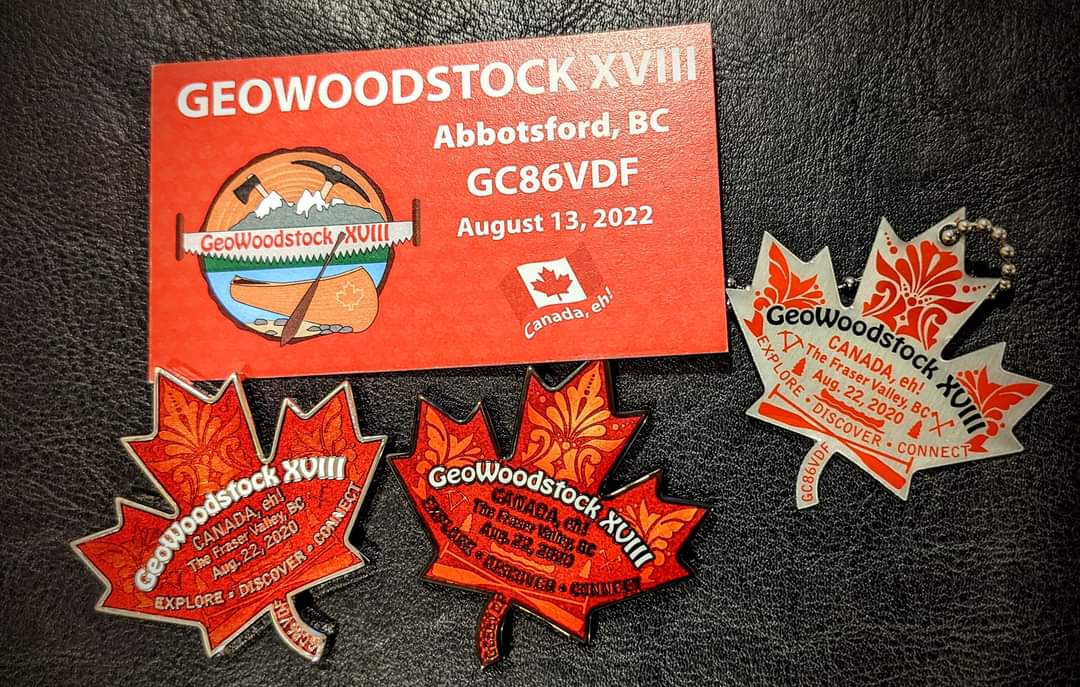 GEOWOODSTOCK XVIII
Abbotsford, BC
GC86VDF
August 13, 2022
GeoWoodstock XVIII
Canada, eh!
GeoWoodstock XVIII
CANADA, eh!
The Fraser Valley, BC
Aug. 22, 2020
EXPLORE • DISCOVER • CONNECT
GC86VDF
GeoWoodstock XVIII
CANADA, eh!
The Fraser Valley, BC
Aug. 22, 2020
EXPLORE • DISCOVER • CONNECT
GeoWoodstock XVIII
CANADA, eh!
The Fraser Valley, BC
Aug. 22, 2020
EXPLORE • DISCOVER • CONNECT